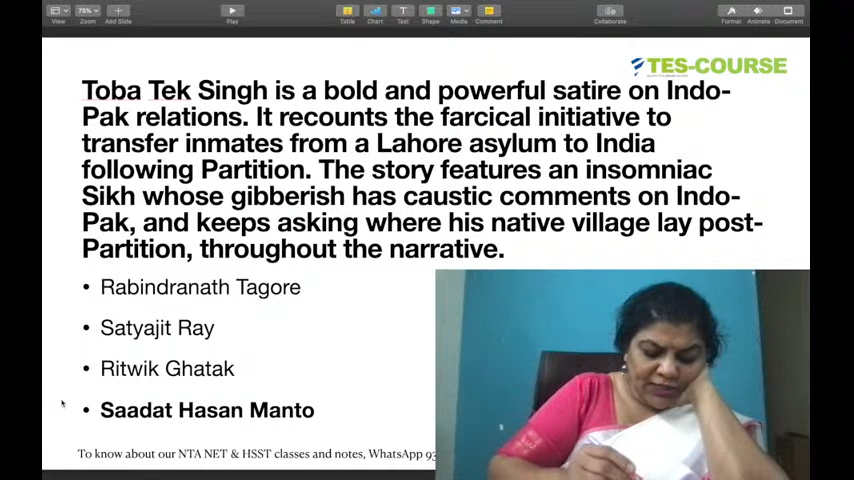 View
75%
Zoom
Add Slide
Play
Table
Chart
Text
Shape
Media
Comment
Collaborate
Format
Animate
Document
TES-COURSE
Toba Tek Singh is a bold and powerful satire on Indo-
Pak relations. It recounts the farcical initiative to
transfer inmates from a Lahore asylum to India
following Partition. The story features an insomniac
Sikh whose gibberish has caustic comments on Indo-
Pak, and keeps asking where his native village lay post-
Partition, throughout the narrative.
• Rabindranath Tagore
• Satyajit Ray
• Ritwik Ghatak
• Saadat Hasan Manto
To know about our NTA NET & HSST classes and notes, WhatsApp 93